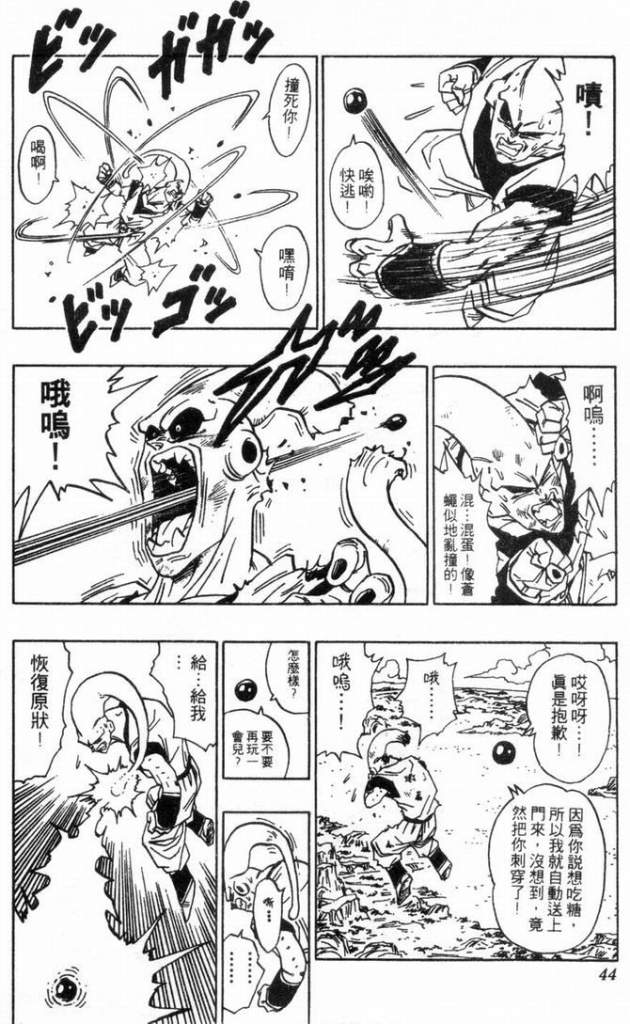 嘖！
唉喲！
快逃！
撞死你！
喝啊！
嘿唷！
ビッ
ガガッ
ビッ
ゴッ
啊嗚……
混…混蛋！像蒼
蠅似地亂撞的！
哦嗚！
哎呀呀…！
真是抱歉！
因為你說想吃糖，
所以我就自動送上
門來，沒想到，竟
然把你刺穿了！
哦…
哦嗚…！
怎麼樣？
要不要
再玩一
會兒？
嘶…
………
給…給我
…
恢復原狀！
44